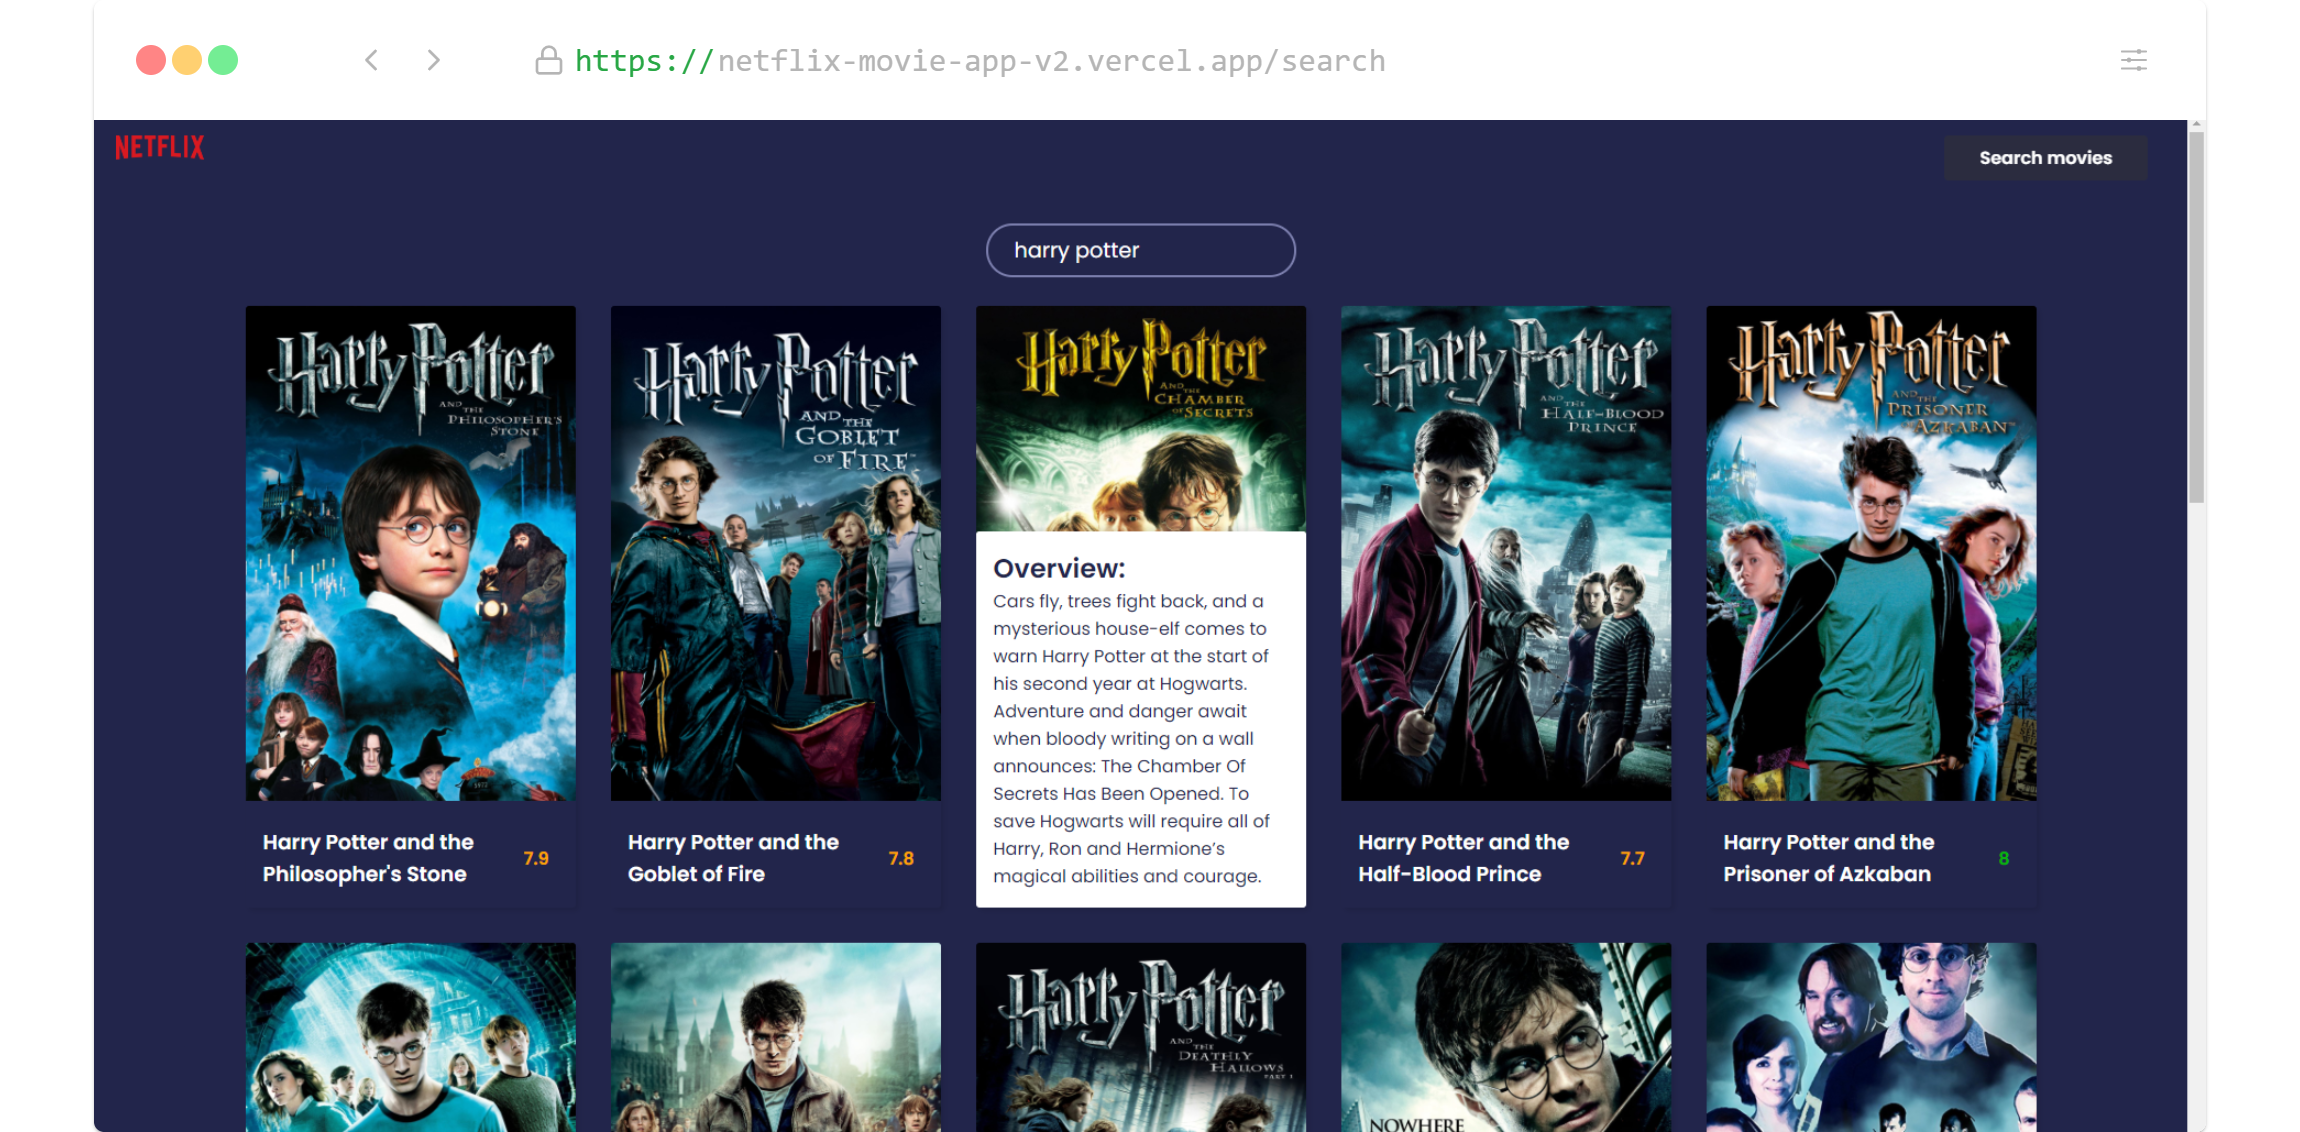 https://netflix-movie-app-v2.vercel.app/search
NETFLIX
Search movies
harry potter
Harry Potter
AND THE
PHILOSOPHER'S
STONE
Harry Potter
AND THE
GOBLET
OF FIRE
Harry Potter
AND THE
CHAMBER
OF SECRETS
Harry Potter
AND THE
HALF-BLOOD
PRINCE
Harry Potter
AND THE
PRISONER
OF AZKABAN
Overview:
Cars fly, trees fight back, and a
mysterious house-elf comes to
warn Harry Potter at the start of
his second year at Hogwarts.
Adventure and danger await
when bloody writing on a wall
announces: The Chamber Of
Secrets Has Been Opened. To
save Hogwarts will require all of
Harry, Ron and Hermione's
magical abilities and courage.
Harry Potter and the
Philosopher's Stone
7.9
Harry Potter and the
Goblet of Fire
7.8
Harry Potter and the
Half-Blood Prince
7.7
Harry Potter and the
Prisoner of Azkaban
8
Harry Potter
AND THE
DEATHLY
HALLOWS
PART 1
NOWHERE